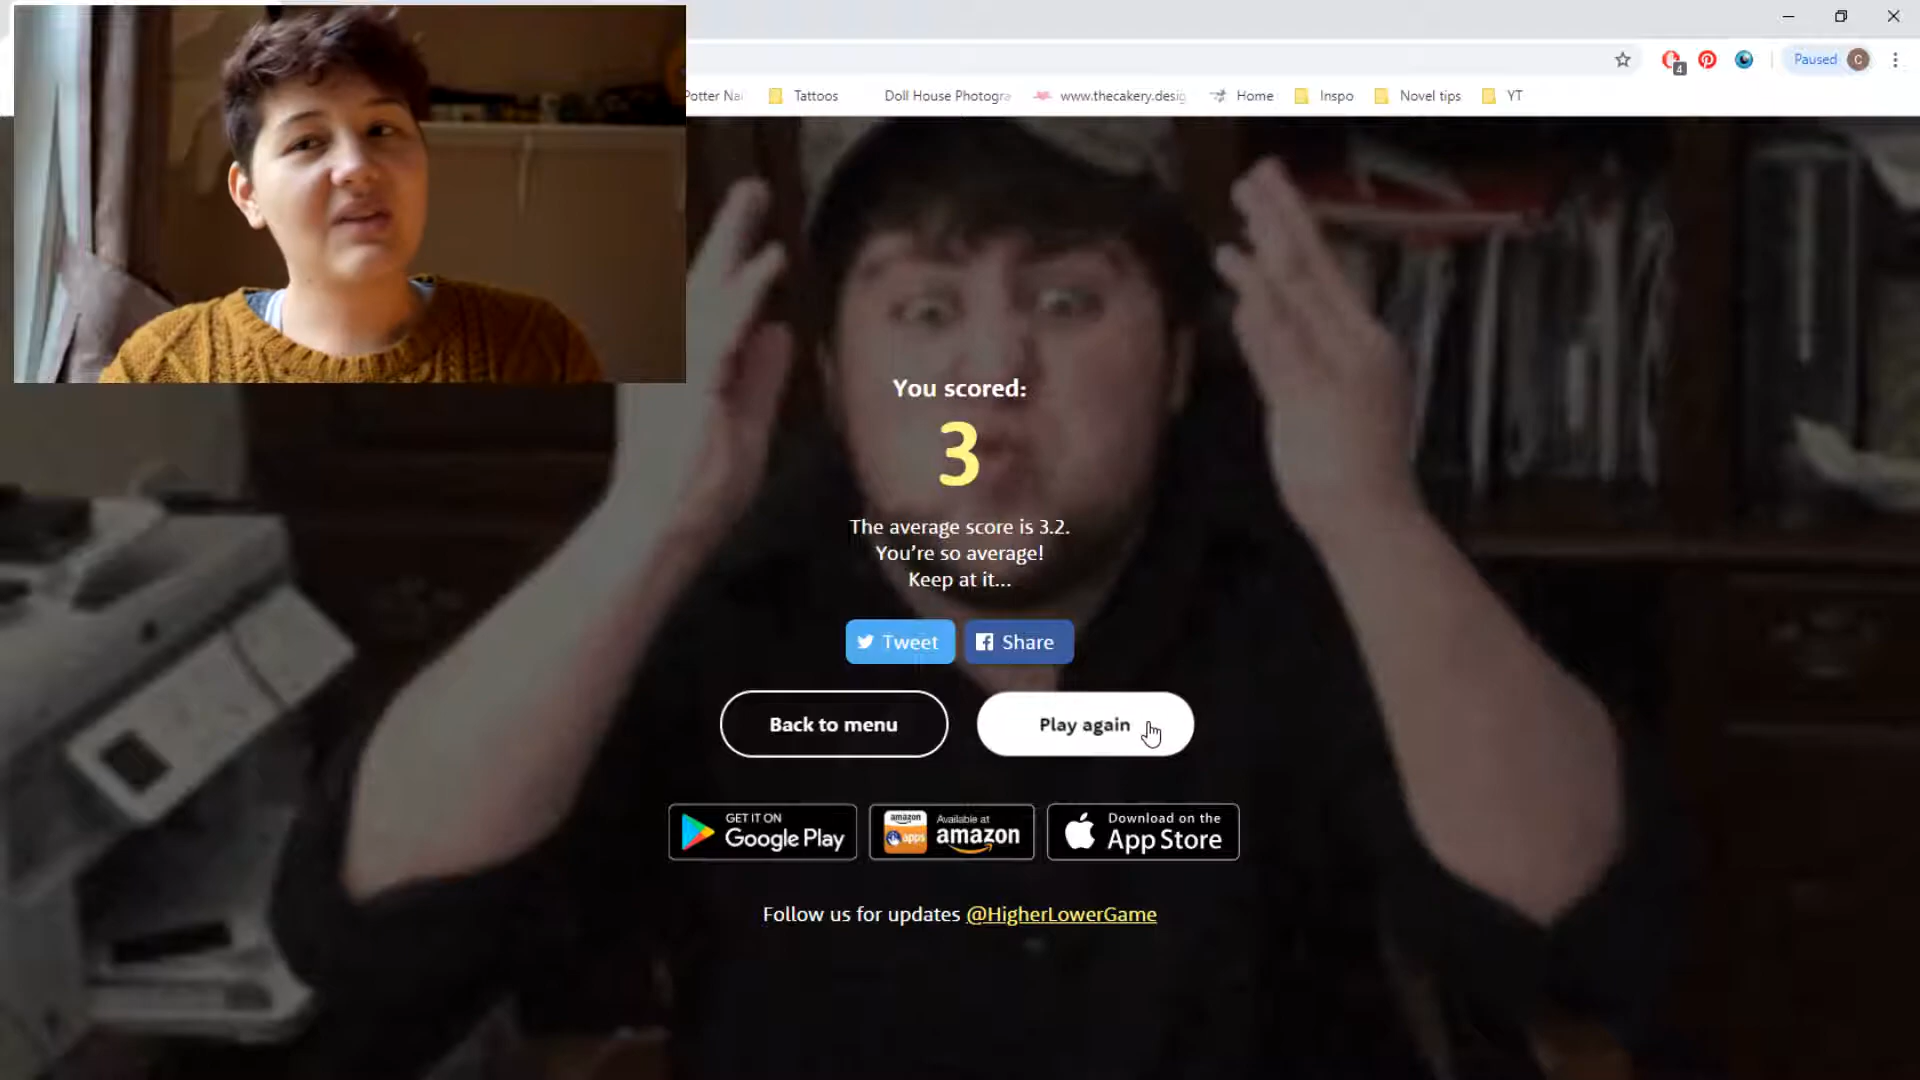 Paused
C
4
Potter Nai
Tattoos
Doll House Photogra
www.thecakery.desig
Home
Inspo
Novel tips
YT
You scored:
3
The average score is 3.2.
You're so average!
Keep at it...
Tweet
Share
Back to menu
Play again
GET IT ON
Google Play
amazon
apps
Available at
amazon
Download on the
App Store
Follow us for updates @HigherLowerGame